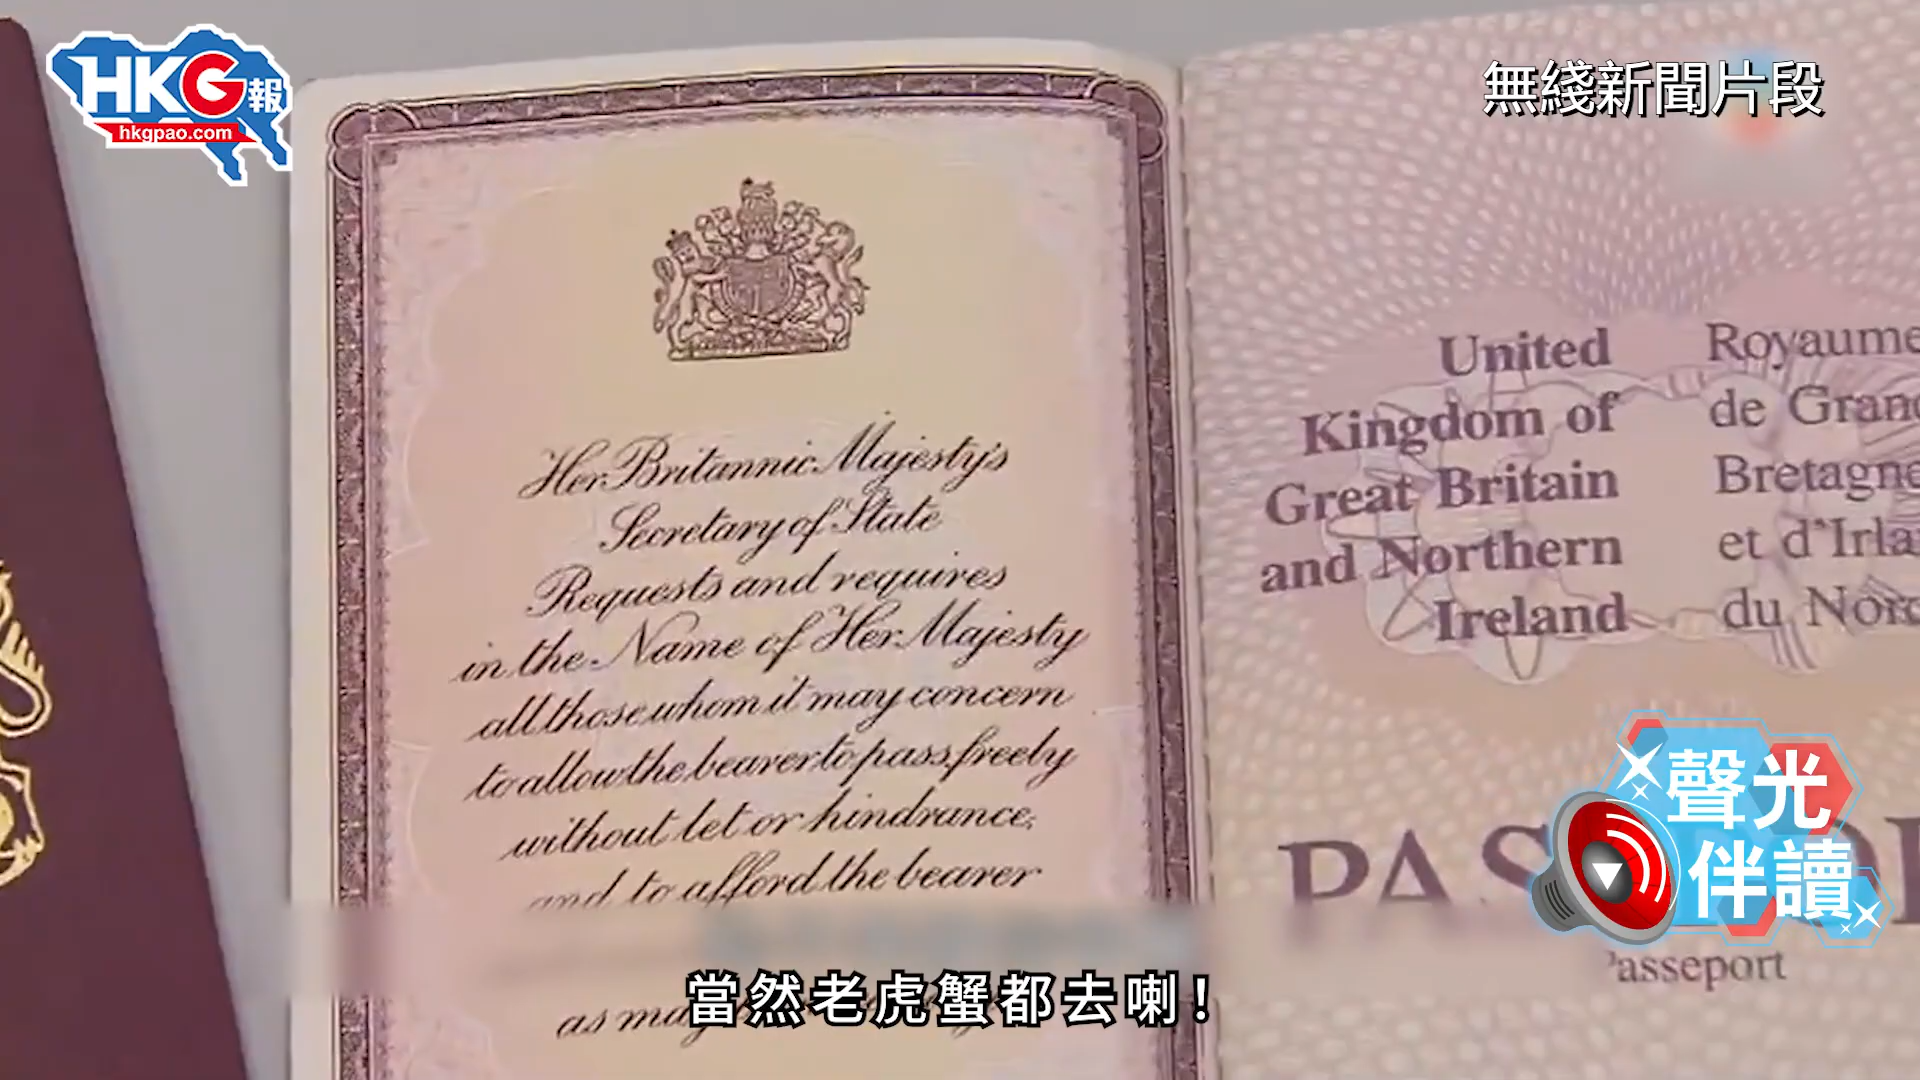 HKG報
hkgpao.com
無綫新聞片段
Her Britannic Majesty's
Secretary of State
Requests and requires
in the Name of Her Majesty
all those whom it may concern
to allow the bearer to pass freely
without let or hindrance,
and to afford the bearer
as may
United
Kingdom of
Great Britain
and Northern
Ireland
Royaume
de Grand
Bretagne
et d'Irla
du Nord
PAS
Passeport
聲光
伴讀
當然老虎蟹都去喇！